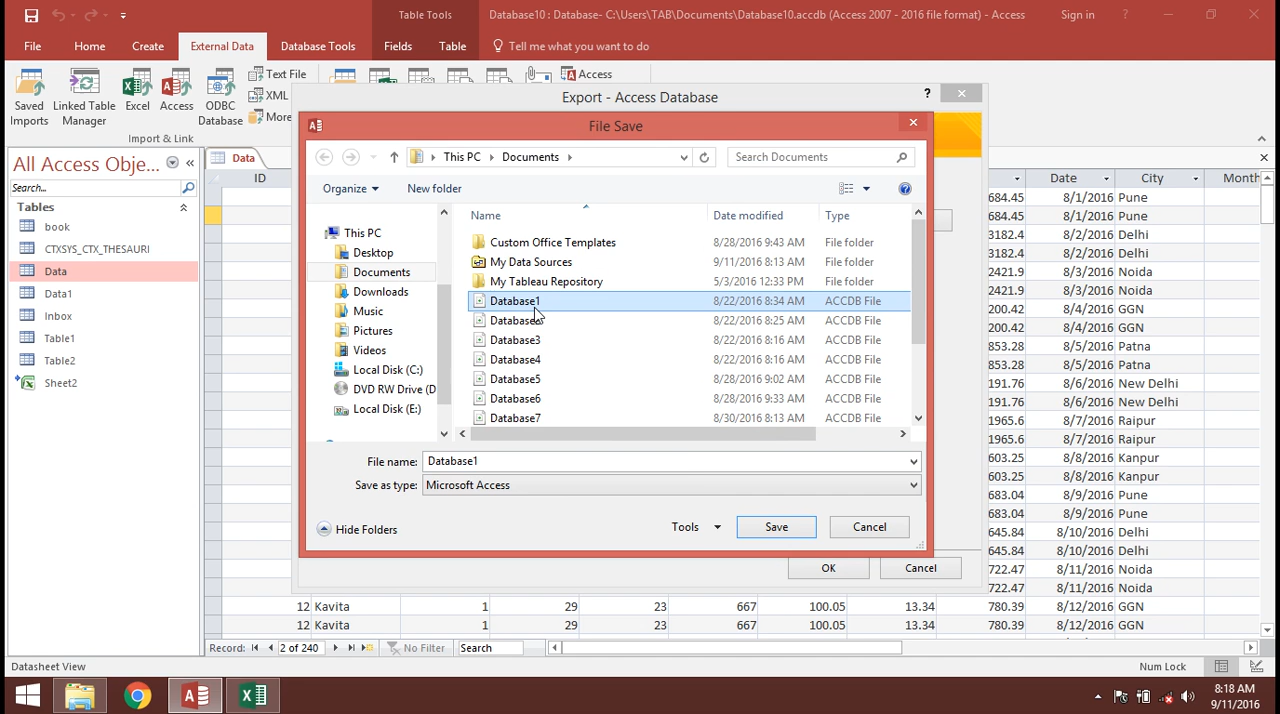 Table Tools
Database10 : Database- C:\Users\TAB\Documents\Database10.accdb (Access 2007 - 2016 file format) - Access
Sign in
?
File Home Create External Data Database Tools Fields Table Tell me what you want to do
Saved Imports
Linked Table Manager
Excel
Access
ODBC Database
Text File
XML
More
Access
Import & Link
Export - Access Database
?
All Access Obje...
Search...
Tables
book
CTXSYS_CTX_THESAURI
Data
Data1
Inbox
Table1
Table2
Sheet2
Data
ID
File Save
This PC Documents
Search Documents
Organize New folder
This PC
Desktop
Documents
Downloads
Music
Pictures
Videos
Local Disk (C:)
DVD RW Drive (D
Local Disk (E:)
Name Date modified Type
Custom Office Templates 8/28/2016 9:43 AM File folder
My Data Sources 9/11/2016 8:13 AM File folder
My Tableau Repository 5/3/2016 12:33 PM File folder
Database1 8/22/2016 8:34 AM ACCDB File
Database 8/22/2016 8:25 AM ACCDB File
Database3 8/22/2016 8:16 AM ACCDB File
Database4 8/22/2016 8:16 AM ACCDB File
Database5 8/28/2016 9:02 AM ACCDB File
Database6 8/28/2016 9:33 AM ACCDB File
Database7 8/30/2016 8:13 AM ACCDB File
File name: Database1
Save as type: Microsoft Access
Hide Folders
Tools Save Cancel
OK Cancel
Date City Month
684.45 8/1/2016 Pune
684.45 8/1/2016 Pune
3182.4 8/2/2016 Delhi
3182.4 8/2/2016 Delhi
2421.9 8/3/2016 Noida
2421.9 8/3/2016 Noida
200.42 8/4/2016 GGN
200.42 8/4/2016 GGN
853.28 8/5/2016 Patna
853.28 8/5/2016 Patna
191.76 8/6/2016 New Delhi
191.76 8/6/2016 New Delhi
1965.6 8/7/2016 Raipur
1965.6 8/7/2016 Raipur
603.25 8/8/2016 Kanpur
603.25 8/8/2016 Kanpur
683.04 8/9/2016 Pune
683.04 8/9/2016 Pune
645.84 8/10/2016 Delhi
645.84 8/10/2016 Delhi
722.47 8/11/2016 Noida
722.47 8/11/2016 Noida
12 Kavita 1 29 23 667 100.05 13.34 780.39 8/12/2016 GGN
12 Kavita 1 29 23 667 100.05 13.34 780.39 8/12/2016 GGN
Record: 2 of 240 No Filter Search
Datasheet View
Num Lock
8:18 AM
9/11/2016